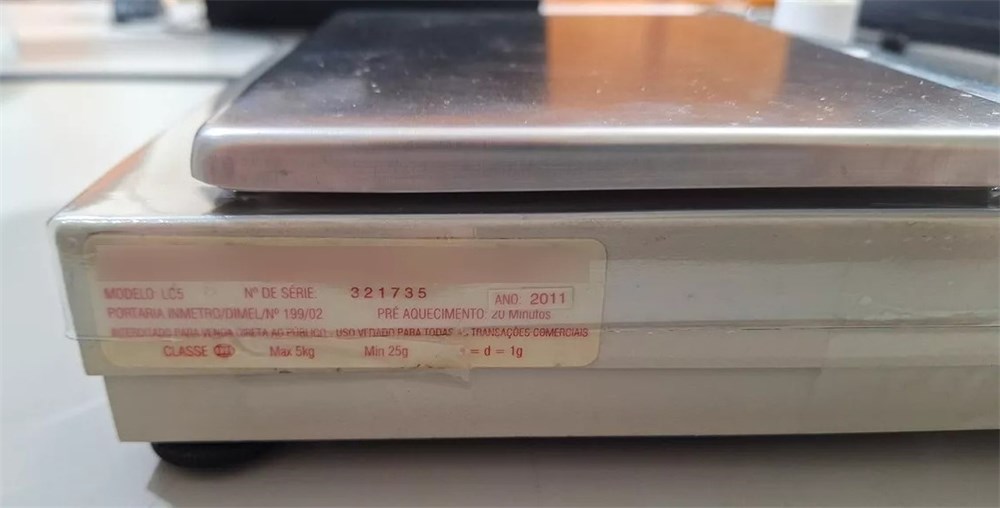 MODELO LC5 Nº DE SÉRIE: 321735 ANO: 2011
PORTARIA INMETRO/DIMEL/Nº 199/02 PRÉ AQUECIMENTO: 20 Minutos
INTERDITADO PARA VENDA DIRETA AO PÚBLICO - USO VEDADO PARA TODAS TRANSAÇÕES COMERCIAIS
CLASSE Max 5kg Min 25g = d = 1g